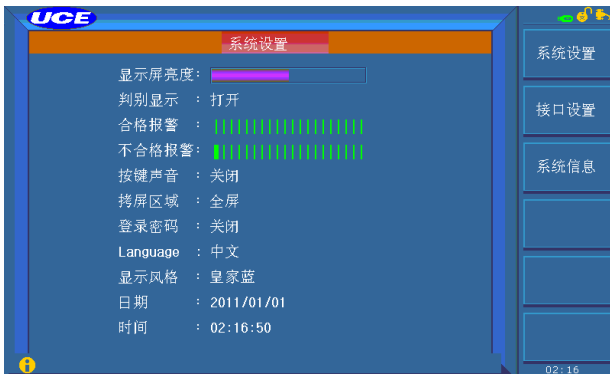 UCE
系统设置
显示屏亮度:
判别显示 : 打开
合格报警 :
不合格报警:
按键声音 : 关闭
拷屏区域 : 全屏
登录密码 : 关闭
Language : 中文
显示风格 : 皇家蓝
日期 : 2011/01/01
时间 : 02:16:50
系统设置
接口设置
系统信息
02:16